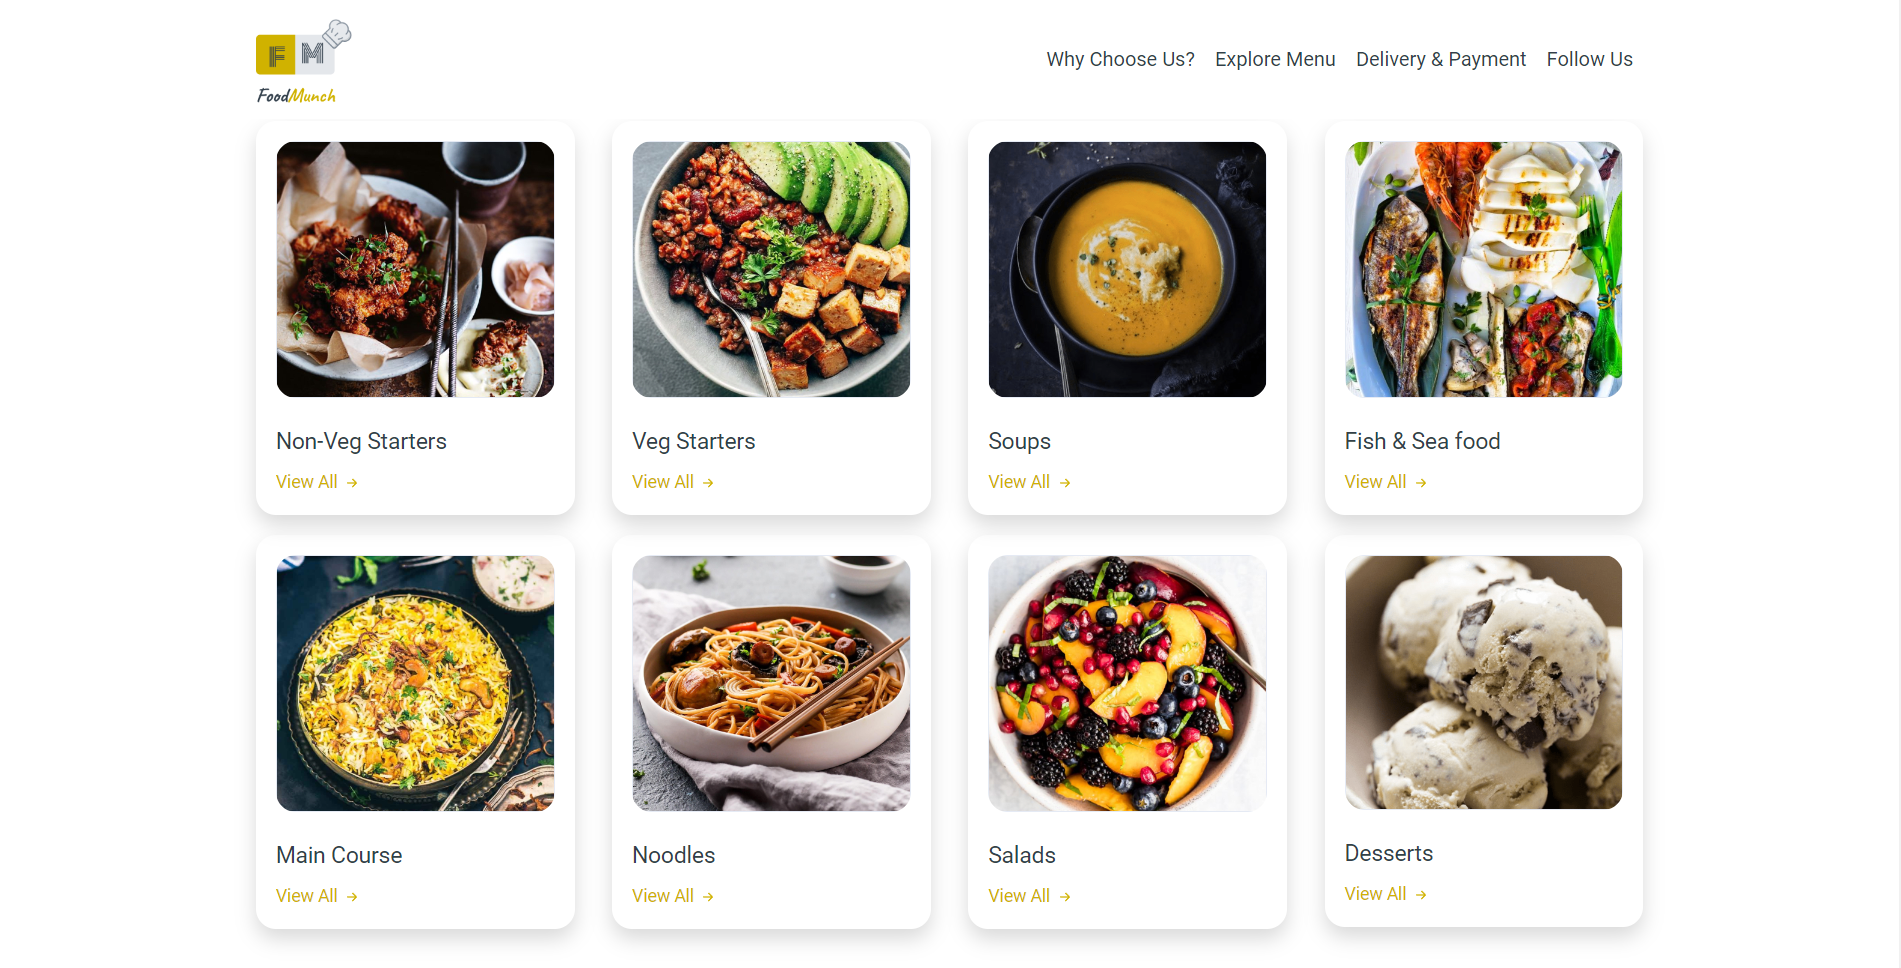 F M
FoodMunch
Why Choose Us? Explore Menu Delivery & Payment Follow Us
Non-Veg Starters
View All →
Veg Starters
View All →
Soups
View All →
Fish & Sea food
View All →
Main Course
View All →
Noodles
View All →
Salads
View All →
Desserts
View All →